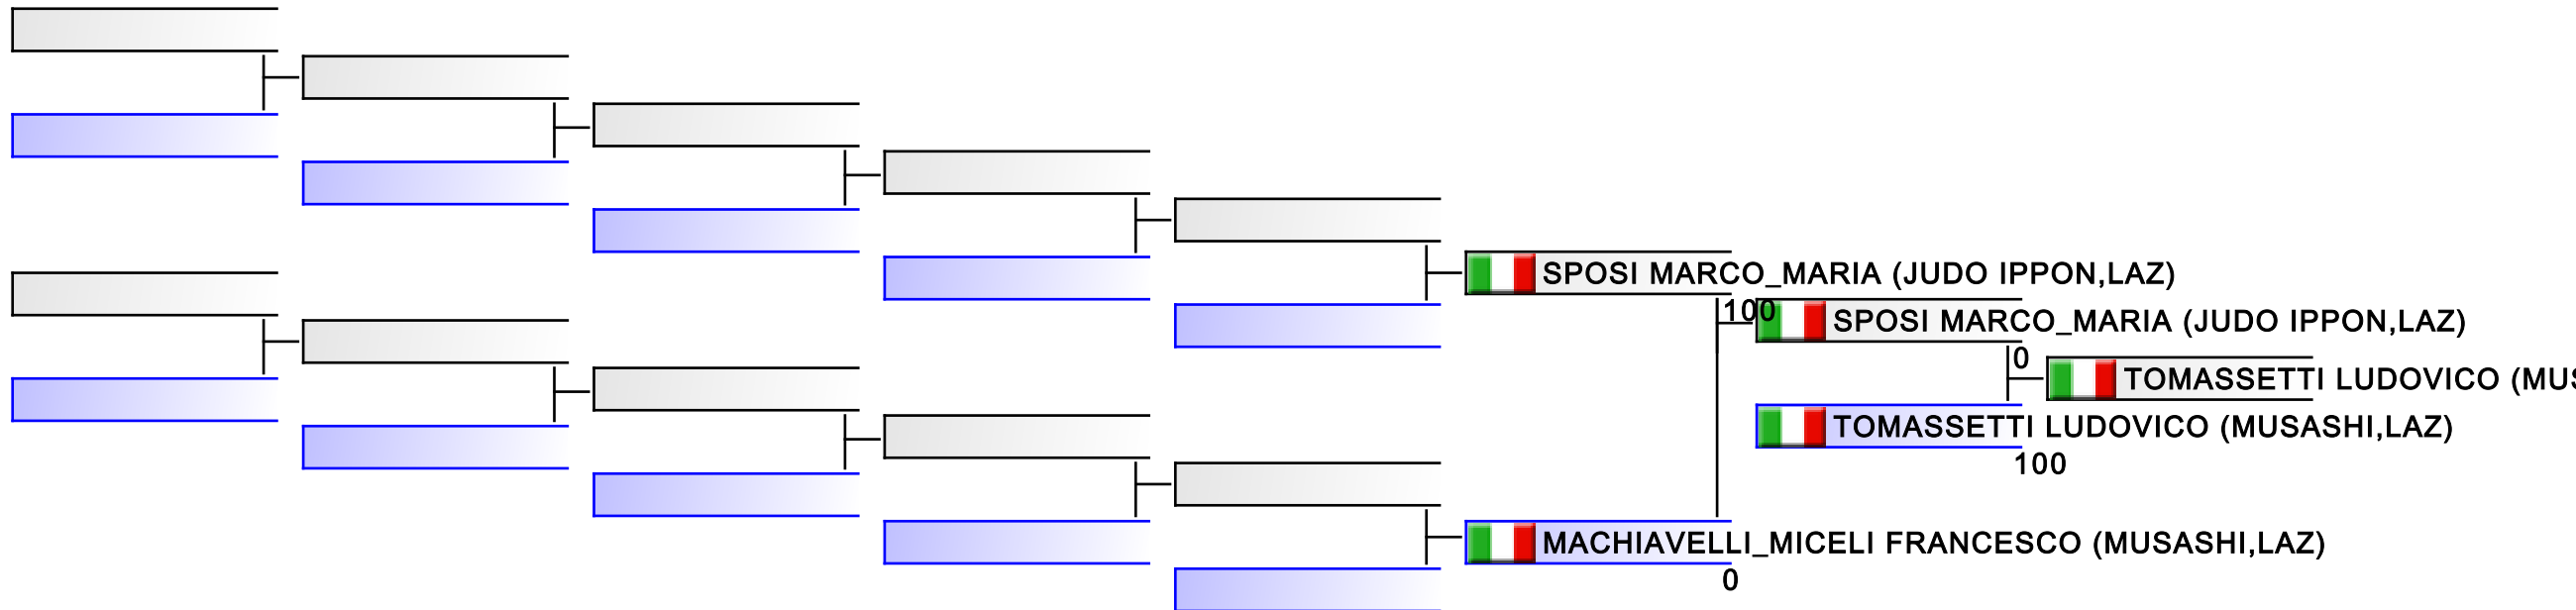 SPOSI MARCO_MARIA (JUDO IPPON,LAZ)
100
SPOSI MARCO_MARIA (JUDO IPPON,LAZ)
0
TOMASSETTI LUDOVICO (MUS
TOMASSETTI LUDOVICO (MUSASHI,LAZ)
100
MACHIAVELLI_MICELI FRANCESCO (MUSASHI,LAZ)
0